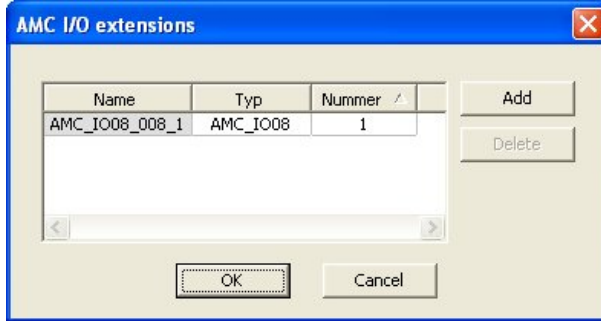 AMC I/O extensions
Name Typ Nummer
Add
AMC_IO08_008_1 AMC_IO08 1
Delete
OK Cancel